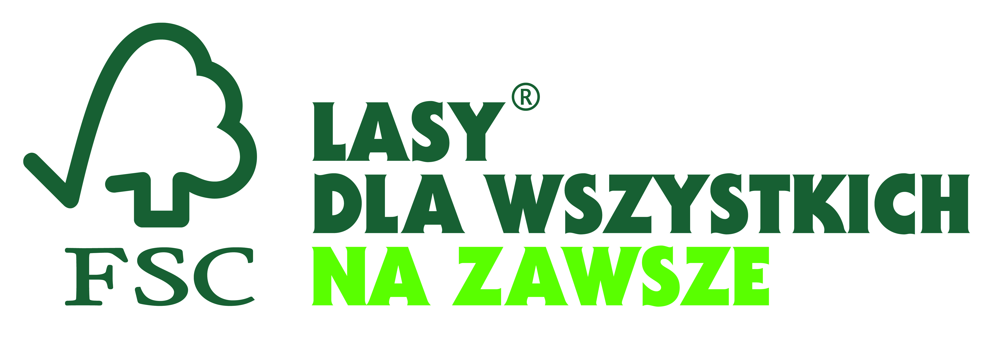 FSC
LASY®
DLA WSZYSTKICH
NA ZAWSZE